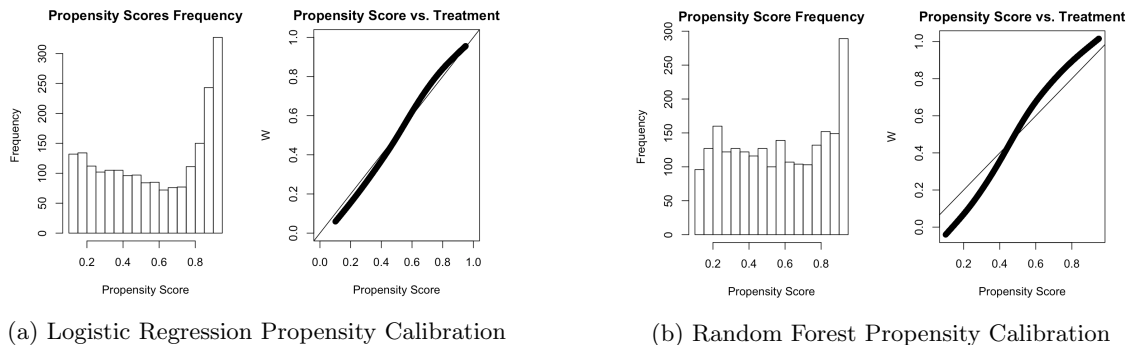 Propensity Scores Frequency
Frequency
0 50 100 150 200 250 300
0.2 0.4 0.6 0.8
Propensity Score
Propensity Score vs. Treatment
W
0.0 0.2 0.4 0.6 0.8 1.0
0.0 0.2 0.4 0.6 0.8 1.0
Propensity Score
(a) Logistic Regression Propensity Calibration
Propensity Score Frequency
Frequency
0 50 100 150 200 250 300
0.2 0.4 0.6 0.8
Propensity Score
Propensity Score vs. Treatment
W
0.0 0.2 0.4 0.6 0.8 1.0
0.2 0.4 0.6 0.8
Propensity Score
(b) Random Forest Propensity Calibration